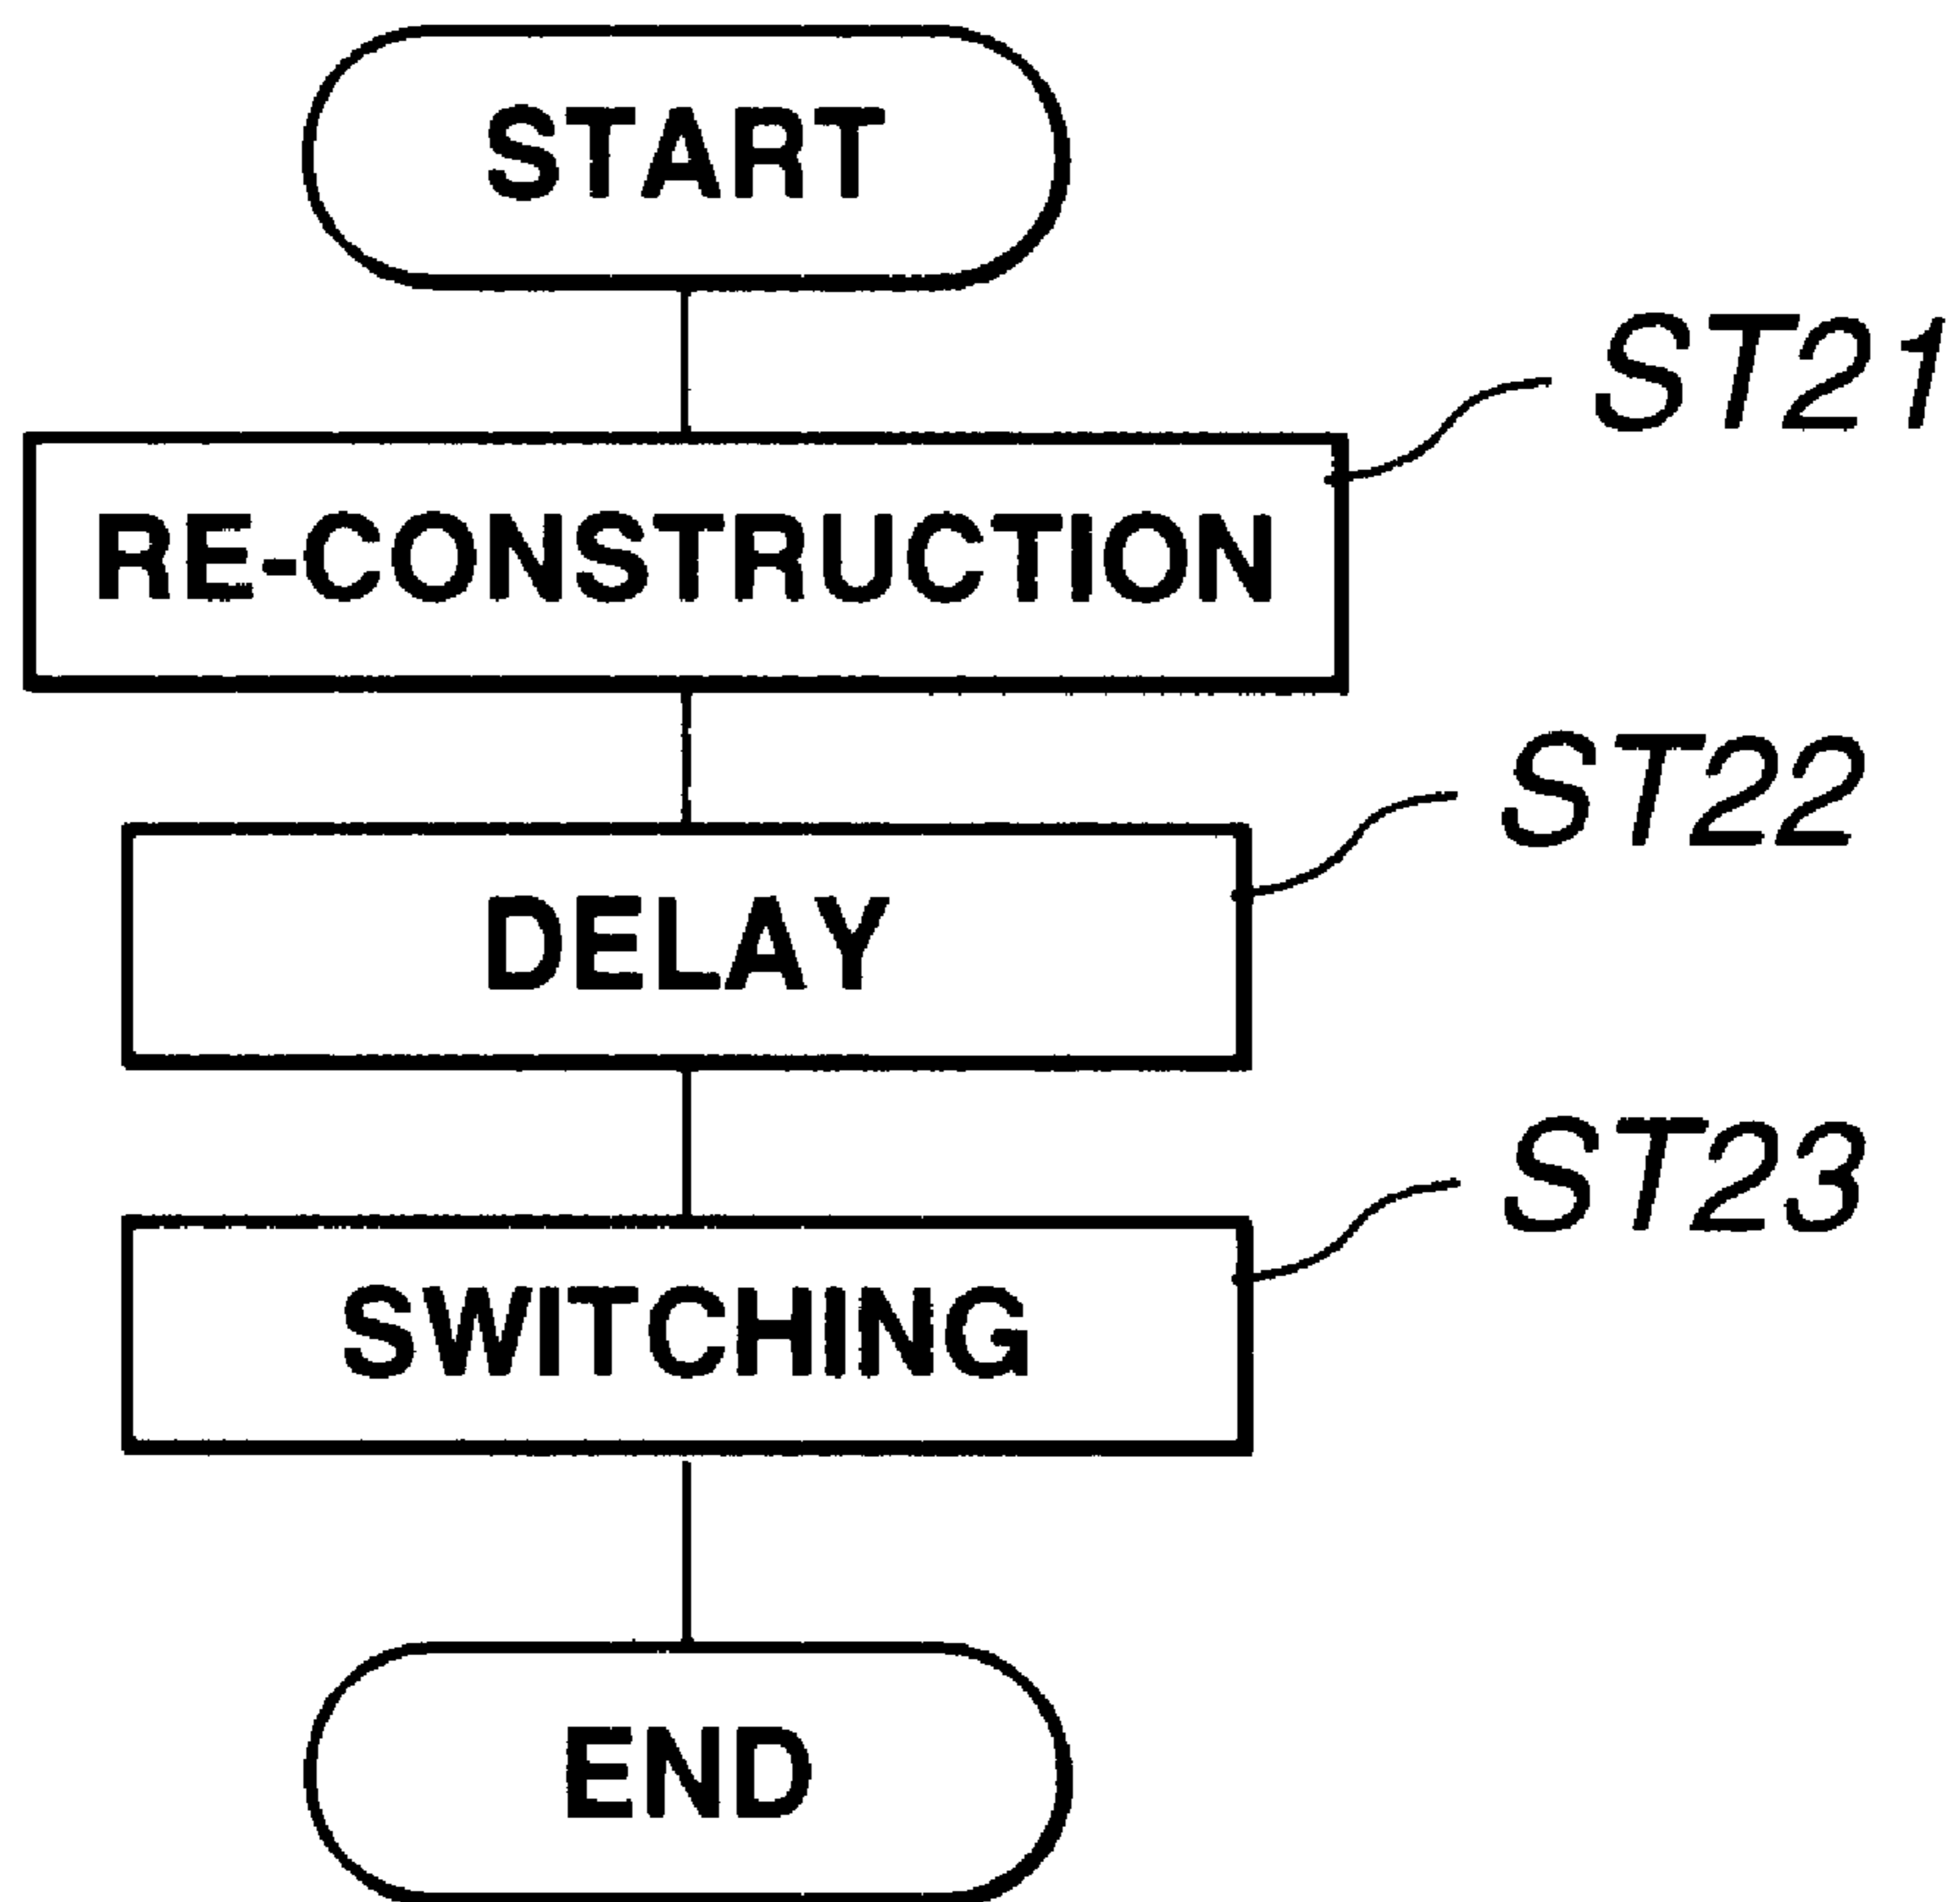 START
ST21
RE-CONSTRUCTION
ST22
DELAY
ST23
SWITCHING
END